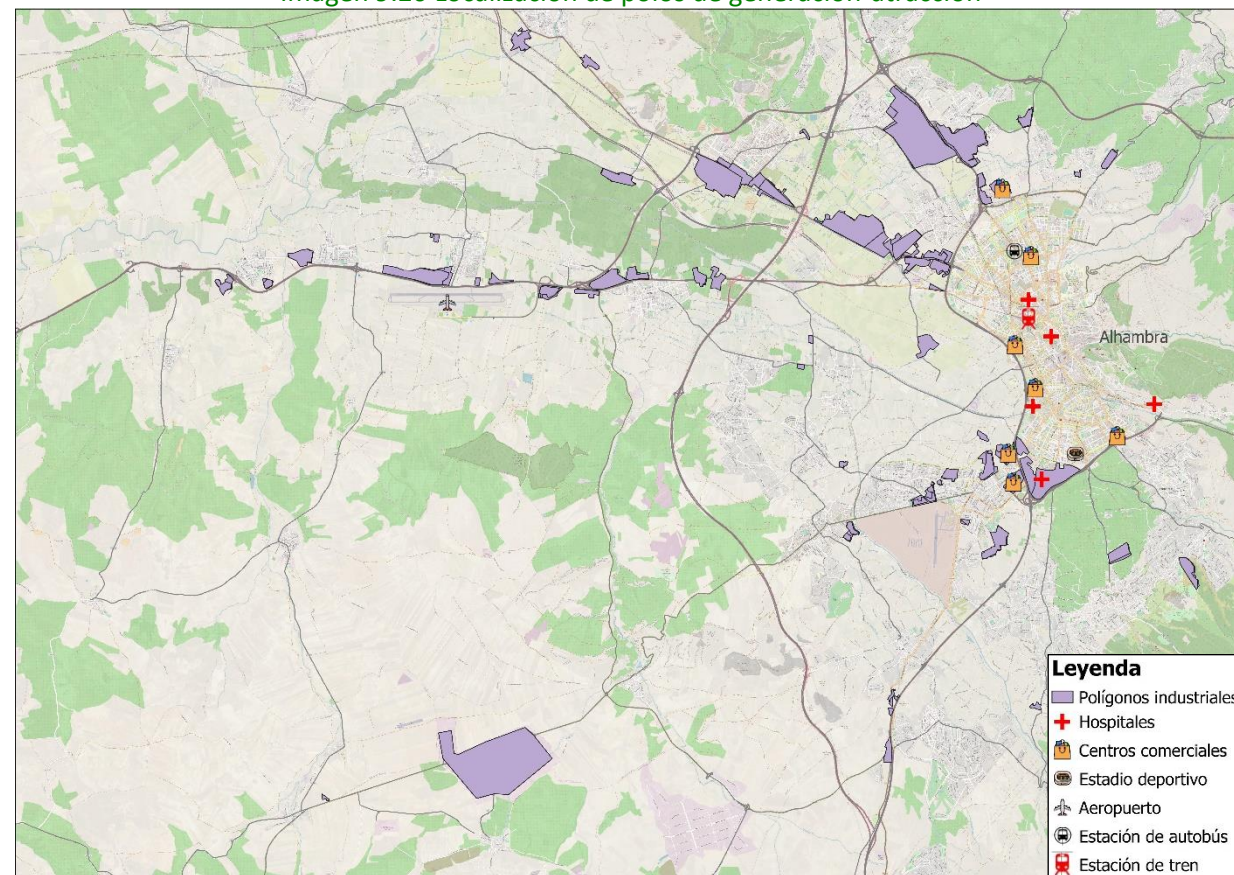 Alhambra
Leyenda
Polígonos industriales
Hospitales
Centros comerciales
Estadio deportivo
Aeropuerto
Estación de autobús
Estación de tren